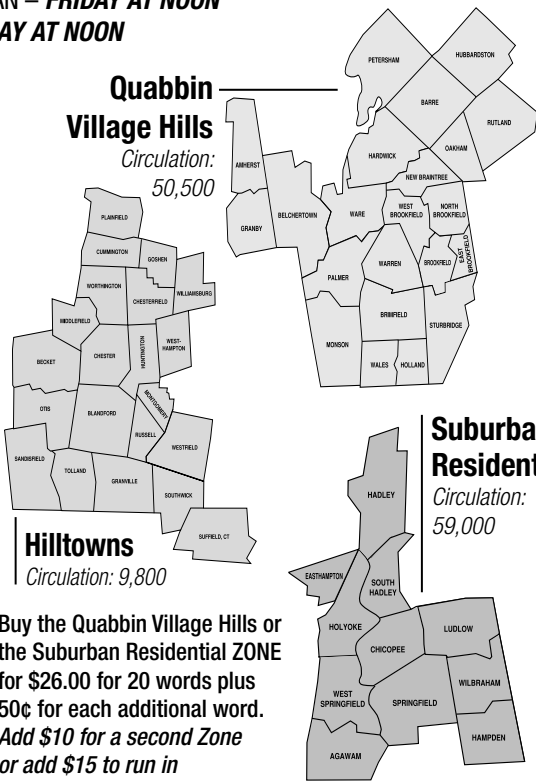 AN – FRIDAY AT NOON
AY AT NOON
Quabbin
Village Hills
Circulation:
50,500
PETERSHAM
HUBBARDSTON
BARRE
RUTLAND
OAKHAM
HARDWICK
NEW BRAINTREE
AMHERST
BELCHERTOWN
GRANBY
WARE
WEST
BROOKFIELD
NORTH
BROOKFIELD
EAST
BROOKFIELD
BROOKFIELD
WARREN
PALMER
BRIMFIELD
STURBRIDGE
MONSON
WALES
HOLLAND
PLAINFIELD
CUMMINGTON
GOSHEN
WORTHINGTON
CHESTERFIELD
WILLIAMSBURG
MIDDLEFIELD
HUNTINGTON
WEST-
HAMPTON
BECKET
CHESTER
MONTGOMERY
OTIS
BLANDFORD
RUSSELL
WESTFIELD
SANDISFIELD
TOLLAND
GRANVILLE
SOUTHWICK
SUFFIELD, CT
Hilltowns
Circulation: 9,800
Suburba
Resident
Circulation:
59,000
HADLEY
EASTHAMPTON
SOUTH
HADLEY
HOLYOKE
CHICOPEE
LUDLOW
WEST
SPRINGFIELD
SPRINGFIELD
WILBRAHAM
AGAWAM
HAMPDEN
Buy the Quabbin Village Hills or
the Suburban Residential ZONE
for $26.00 for 20 words plus
50¢ for each additional word.
Add $10 for a second Zone
or add $15 to run in